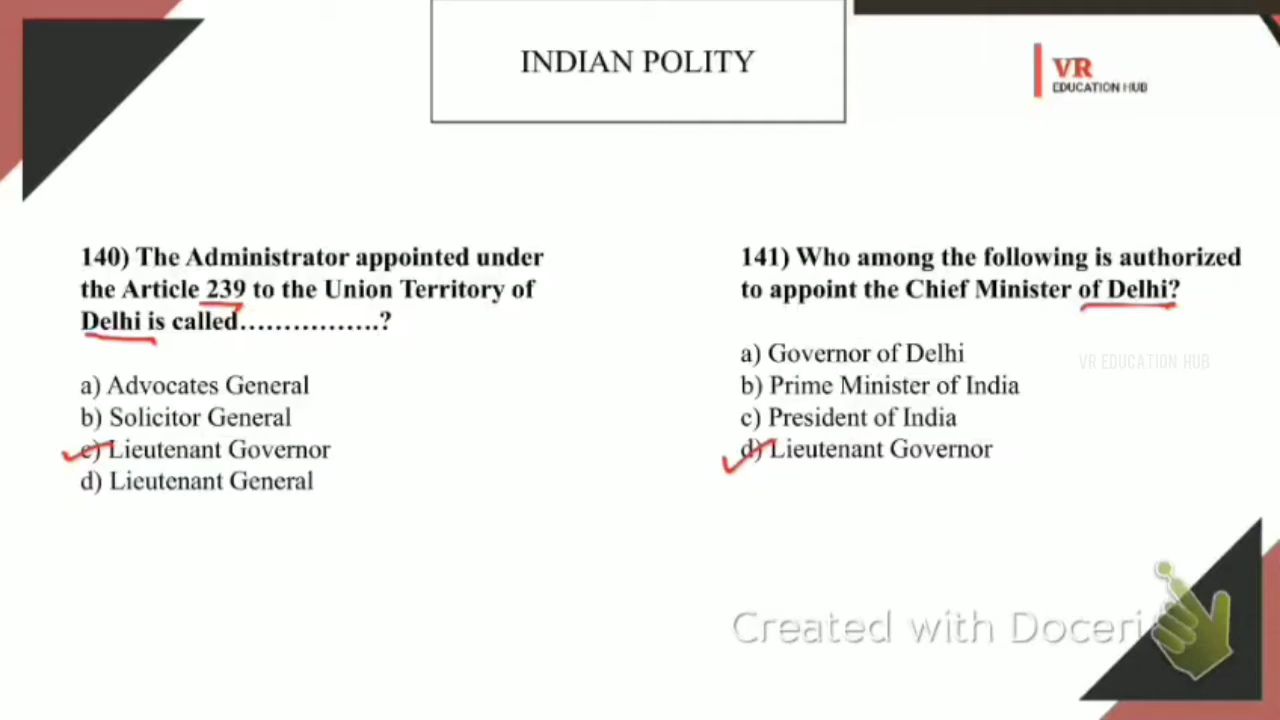 INDIAN POLITY
VR
EDUCATION HUB
140) The Administrator appointed under
the Article 239 to the Union Territory of
Delhi is called.................?
a) Advocates General
b) Solicitor General
c) Lieutenant Governor
d) Lieutenant General
141) Who among the following is authorized
to appoint the Chief Minister of Delhi?
a) Governor of Delhi
b) Prime Minister of India
c) President of India
d) Lieutenant Governor
VR EDUCATION HUB
Created with Doceri